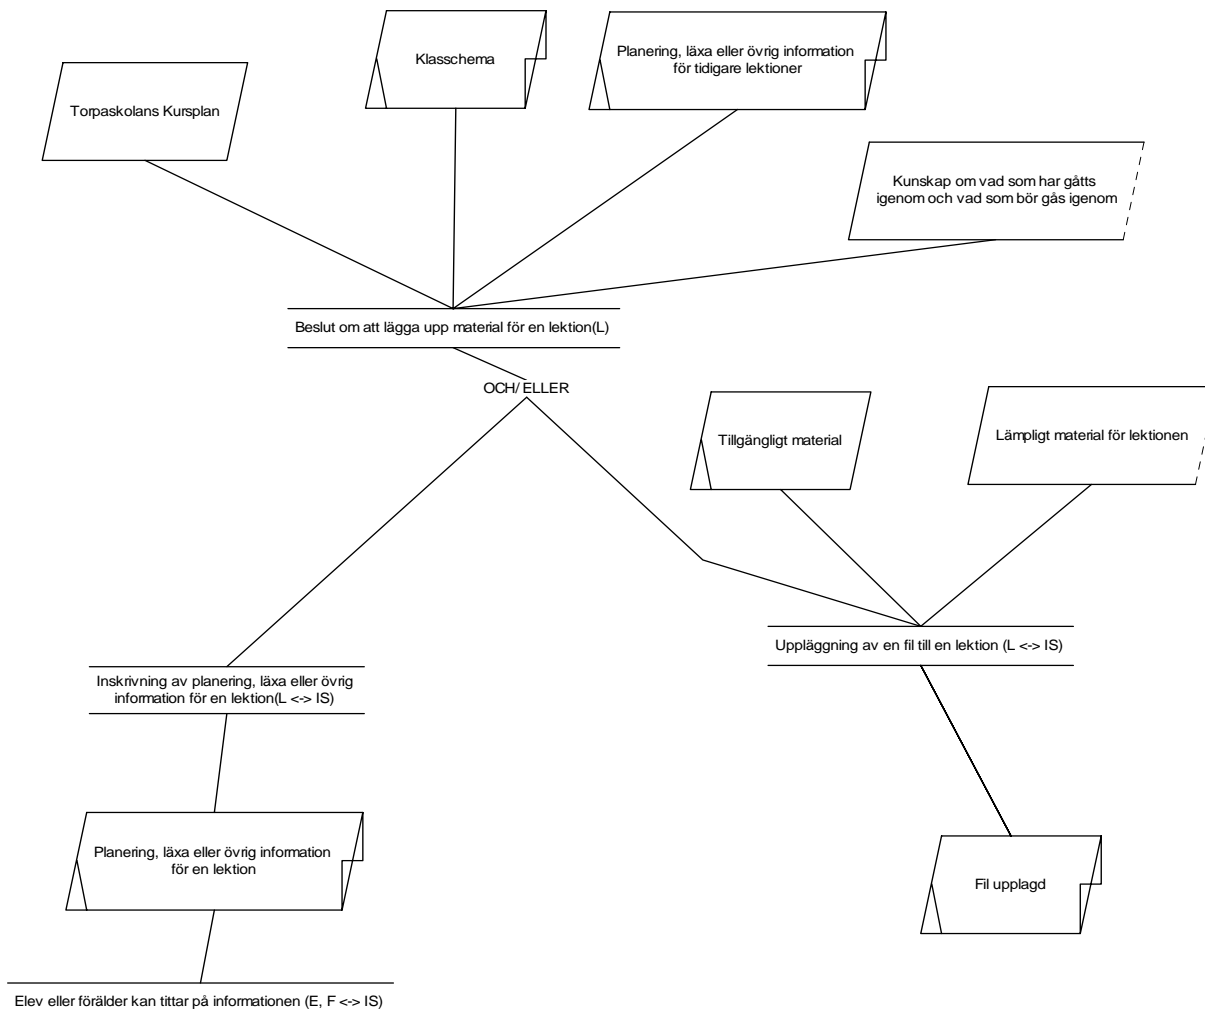 Klasschema
Planering, läxa eller övrig information
för tidigare lektioner
Torpaskolans Kursplan
Kunskap om vad som har gåtts
igenom och vad som bör gås igenom
Beslut om att lägga upp material för en lektion(L)
OCH/ ELLER
Tillgängligt material
Lämpligt material för lektionen
Uppläggning av en fil till en lektion (L <-> IS)
Inskrivning av planering, läxa eller övrig
information för en lektion(L <-> IS)
Planering, läxa eller övrig information
för en lektion
Fil upplagd
Elev eller förälder kan tittar på informationen (E, F <-> IS)